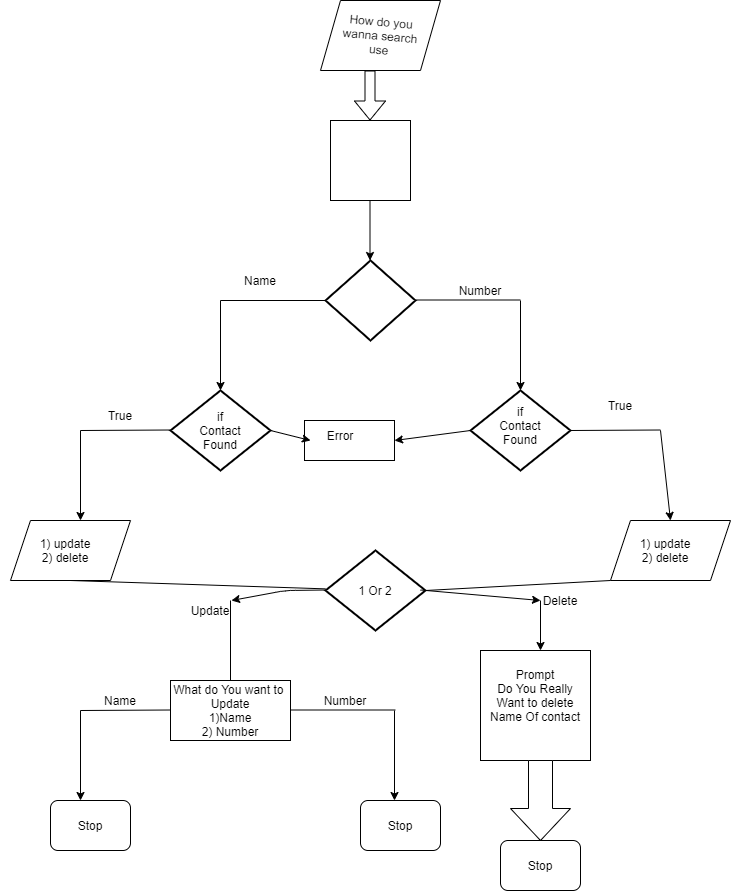 How do you
wanna search
use
Name
Number
True
if
Contact
Found
Error
if
Contact
Found
True
1) update
2) delete
1) update
2) delete
1 Or 2
Update
Delete
What do You want to
Update
1)Name
2) Number
Name
Number
Prompt
Do You Really
Want to delete
Name Of contact
Stop
Stop
Stop